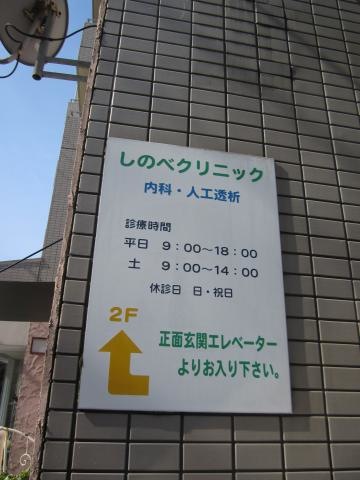 しのべクリニック
内科・人工透析
診療時間
平日 9:00～18:00
土 9:00～14:00
休診日 日・祝日
2F
正面玄関エレベーター
よりお入り下さい。